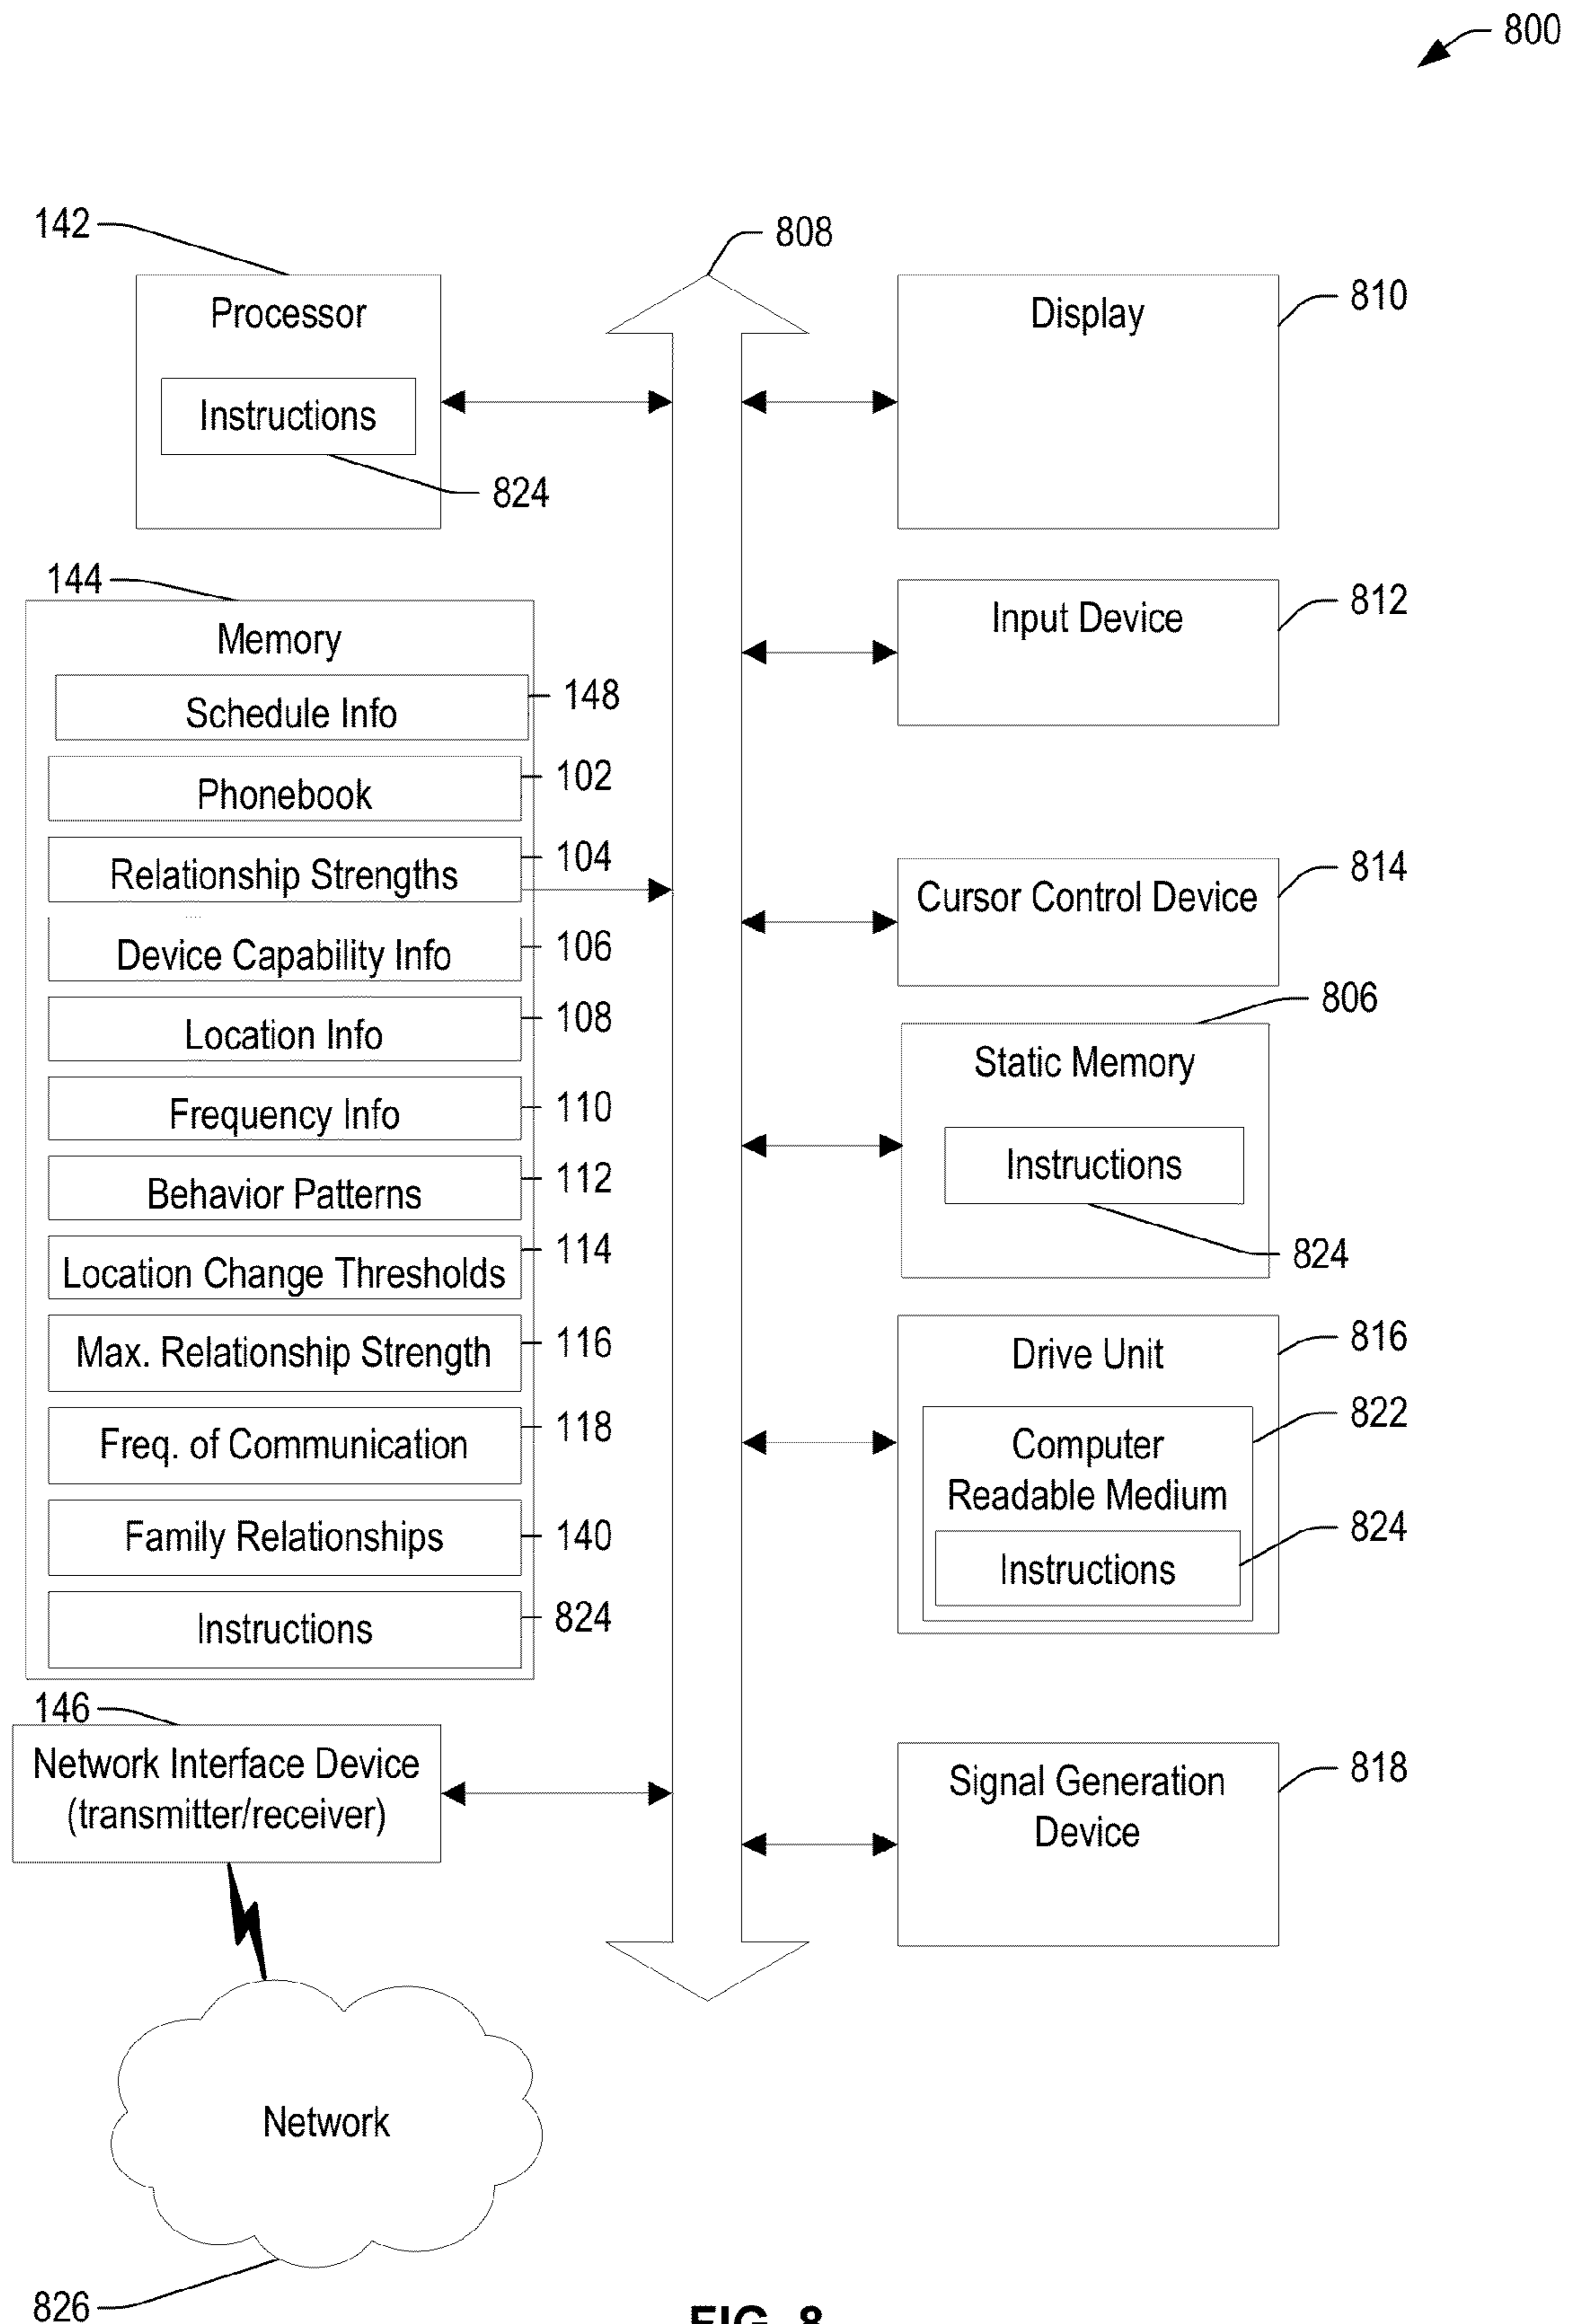 800
142
808
Processor
Display
810
Instructions
824
144
Memory
Input Device
812
Schedule Info
148
Phonebook
102
Relationship Strengths
104
Cursor Control Device
814
Device Capability Info
106
Location Info
108
806
Static Memory
Frequency Info
110
Instructions
Behavior Patterns
112
824
Location Change Thresholds
114
Max. Relationship Strength
116
Drive Unit
816
Freq. of Communication
118
822
Computer
Readable Medium
Family Relationships
140
824
Instructions
Instructions
824
146
Network Interface Device
(transmitter/receiver)
Signal Generation
Device
818
Network
826
FIG. 8